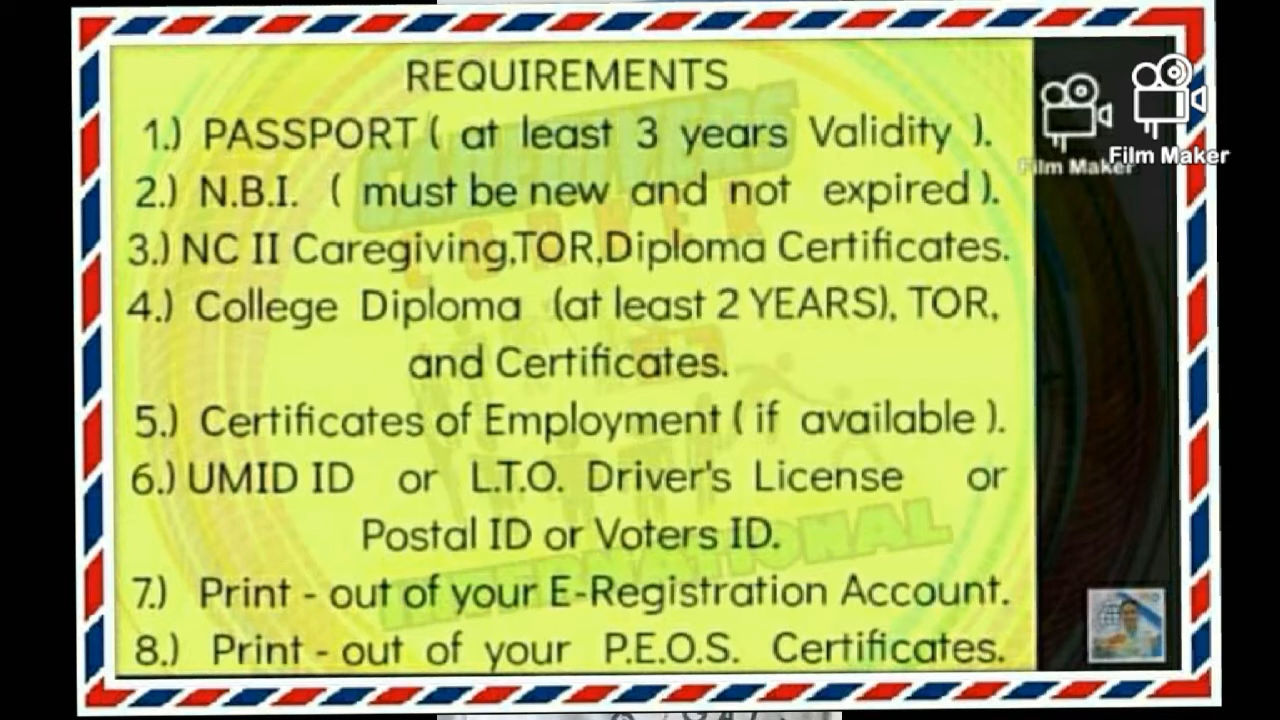 REQUIREMENTS
1.) PASSPORT ( at least 3 years Validity ).
2.) N.B.I. ( must be new and not expired ).
3.) NC II Caregiving,TOR,Diploma Certificates.
4.) College Diploma (at least 2 YEARS), TOR,
and Certificates.
5.) Certificates of Employment ( if available ).
6.) UMID ID or L.T.O. Driver's License or
Postal ID or Voters ID.
7.) Print - out of your E-Registration Account.
8.) Print - out of your P.E.O.S. Certificates.
Film Maker
Film Maker
INTERNATIONAL